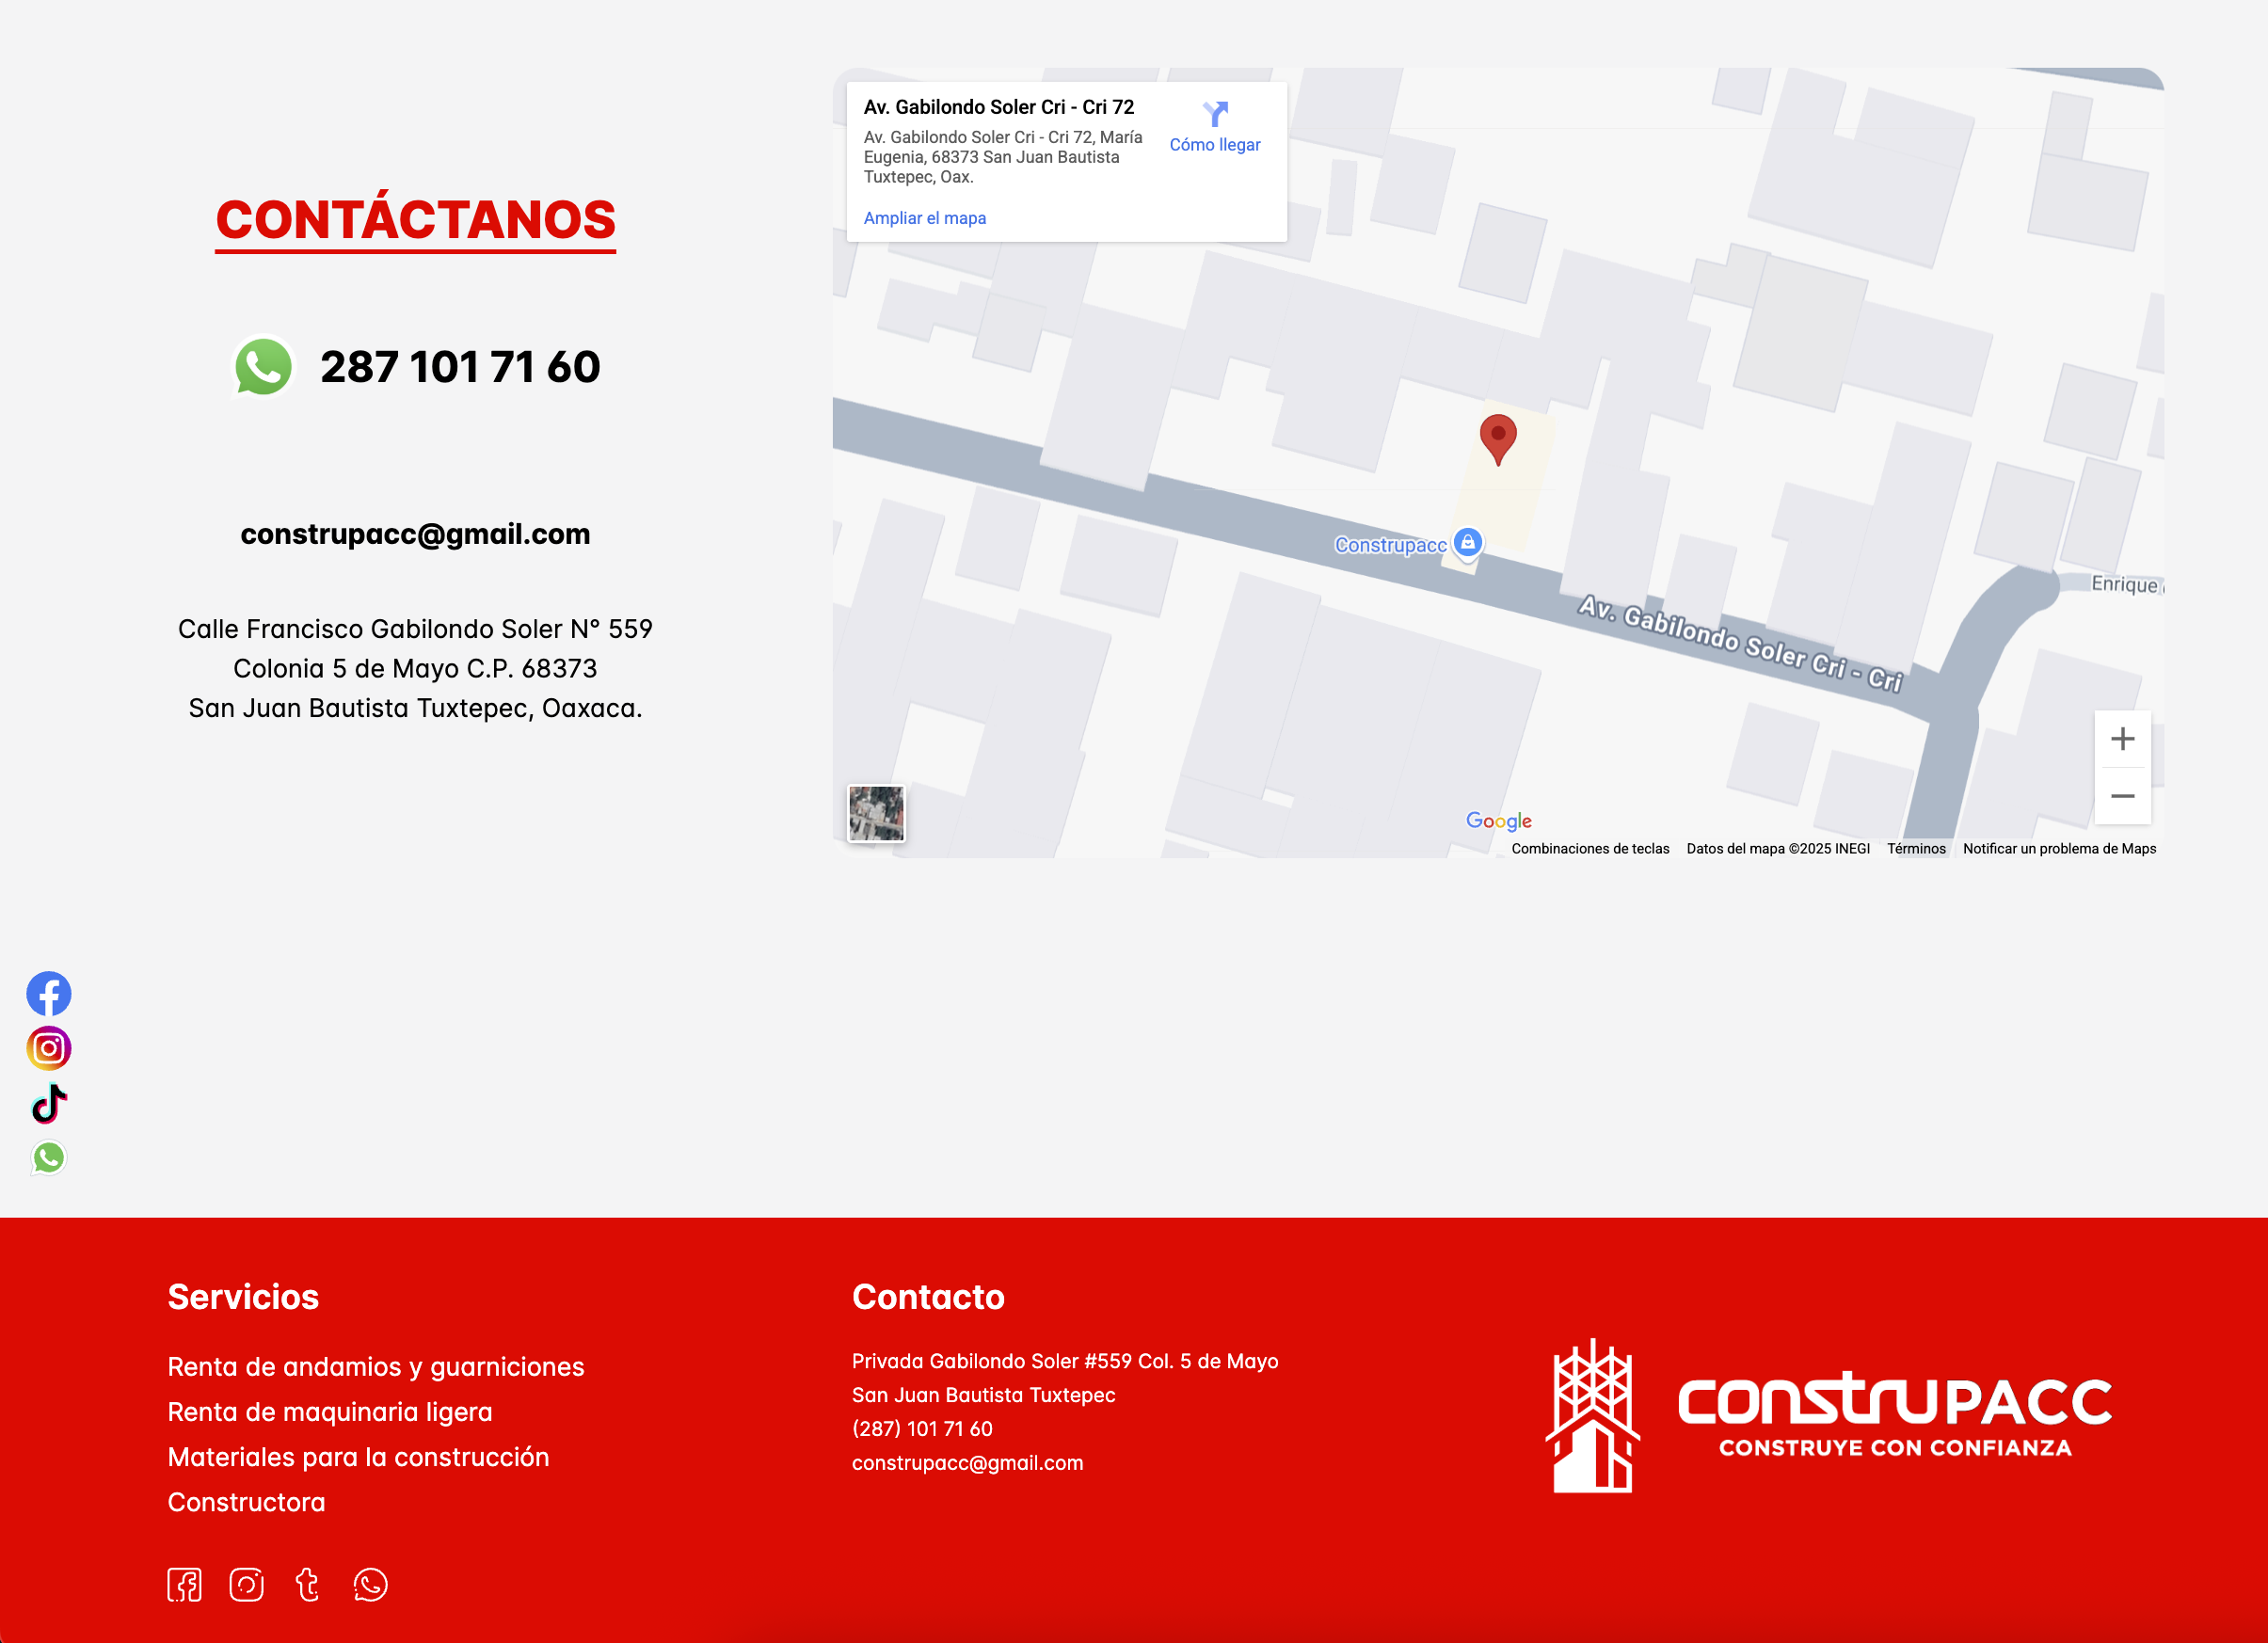 CONTÁCTANOS
287 101 71 60
construpacc@gmail.com
Calle Francisco Gabilondo Soler N° 559
Colonia 5 de Mayo C.P. 68373
San Juan Bautista Tuxtepec, Oaxaca.
Av. Gabilondo Soler Cri - Cri 72
Av. Gabilondo Soler Cri - Cri 72, María
Eugenia, 68373 San Juan Bautista
Tuxtepec, Oax.
Cómo llegar
Ampliar el mapa
Construpacc
Enrique
Av. Gabilondo Soler Cri - Cri
Google
Combinaciones de teclas
Datos del mapa ©2025 INEGI
Términos
Notificar un problema de Maps
Servicios
Renta de andamios y guarniciones
Renta de maquinaria ligera
Materiales para la construcción
Constructora
Contacto
Privada Gabilondo Soler #559 Col. 5 de Mayo
San Juan Bautista Tuxtepec
(287) 101 71 60
construpacc@gmail.com
construPACC
CONSTRUYE CON CONFIANZA